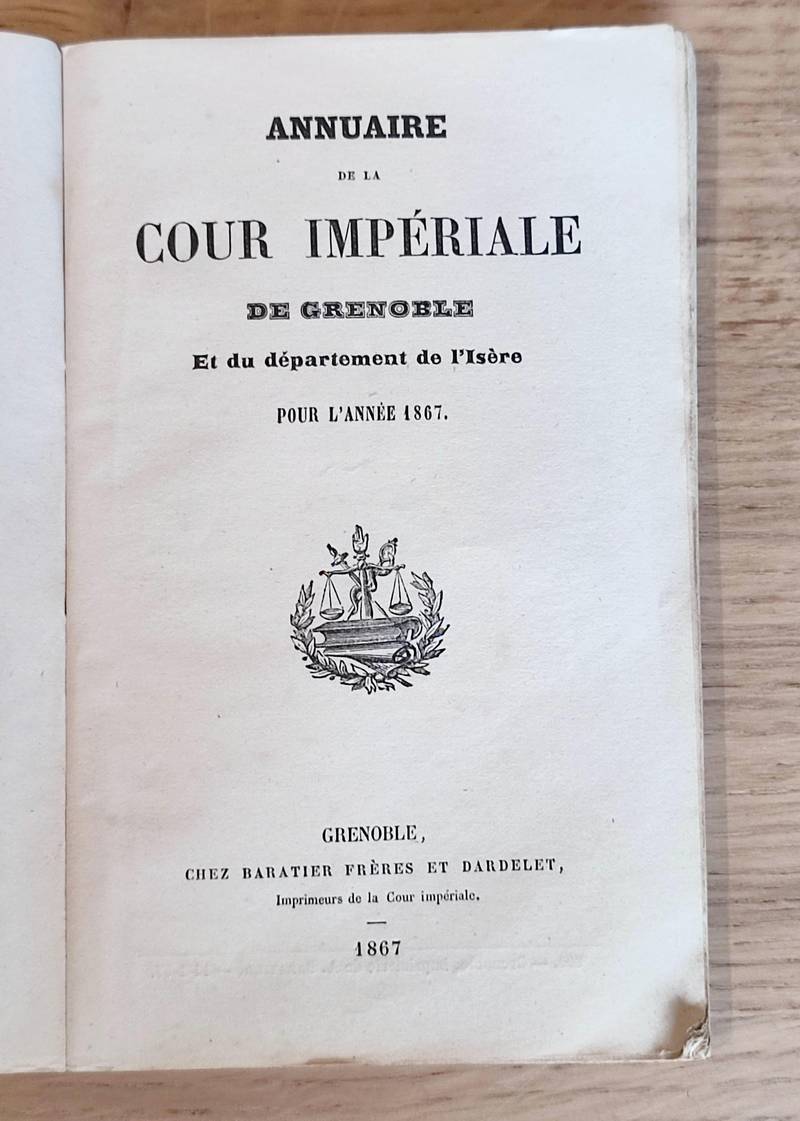 ANNUAIRE
DE LA
COUR IMPÉRIALE
DE GRENOBLE
Et du département de l'Isère
POUR L'ANNÉE 1867.
GRENOBLE,
CHEZ BARATIER FRÈRES ET DARDELET,
Imprimeurs de la Cour impériale.
1867